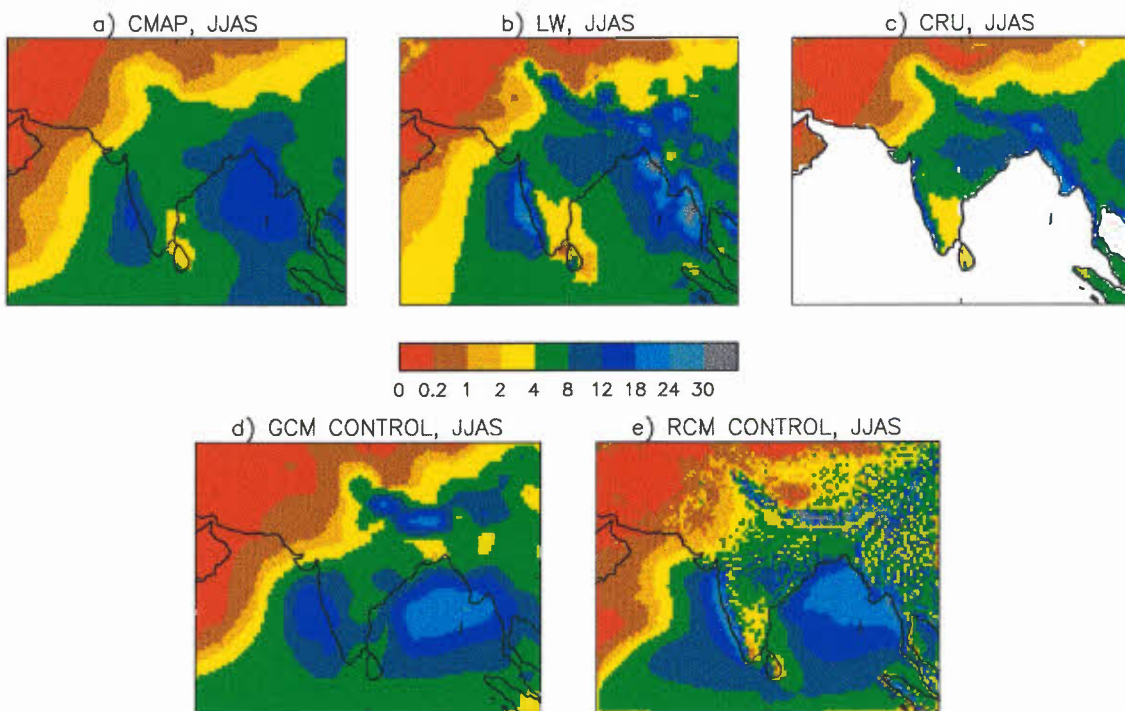 a) CMAP, JJAS
b) LW, JJAS
c) CRU, JJAS
0 0.2 1 2 4 8 12 18 24 30
d) GCM CONTROL, JJAS
e) RCM CONTROL, JJAS